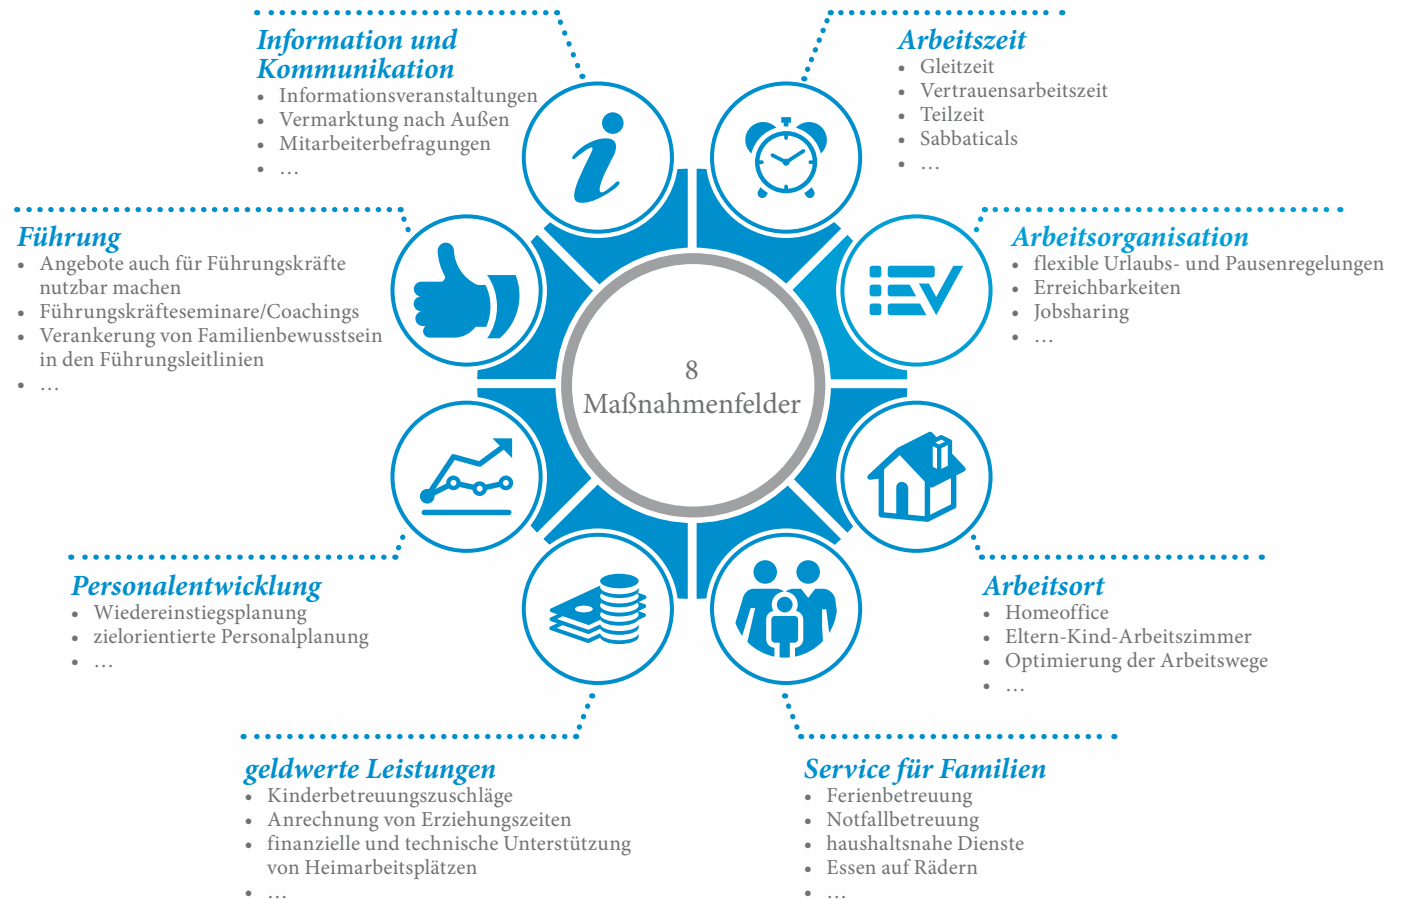 Information und
Kommunikation
• Informationsveranstaltungen
• Vermarktung nach Außen
• Mitarbeiterbefragungen
• …
Arbeitszeit
• Gleitzeit
• Vertrauensarbeitszeit
• Teilzeit
• Sabbaticals
• …
Führung
• Angebote auch für Führungskräfte
nutzbar machen
• Führungskräfteseminare/Coachings
• Verankerung von Familienbewusstsein
in den Führungsleitlinien
• …
Arbeitsorganisation
• flexible Urlaubs- und Pausenregelungen
• Erreichbarkeiten
• Jobsharing
• …
8
Maßnahmenfelder
Personalentwicklung
• Wiedereinstiegsplanung
• zielorientierte Personalplanung
• …
Arbeitsort
• Homeoffice
• Eltern-Kind-Arbeitszimmer
• Optimierung der Arbeitswege
• …
geldwerte Leistungen
• Kinderbetreuungszuschläge
• Anrechnung von Erziehungszeiten
• finanzielle und technische Unterstützung
von Heimarbeitsplätzen
• …
Service für Familien
• Ferienbetreuung
• Notfallbetreuung
• haushaltsnahe Dienste
• Essen auf Rädern
• …